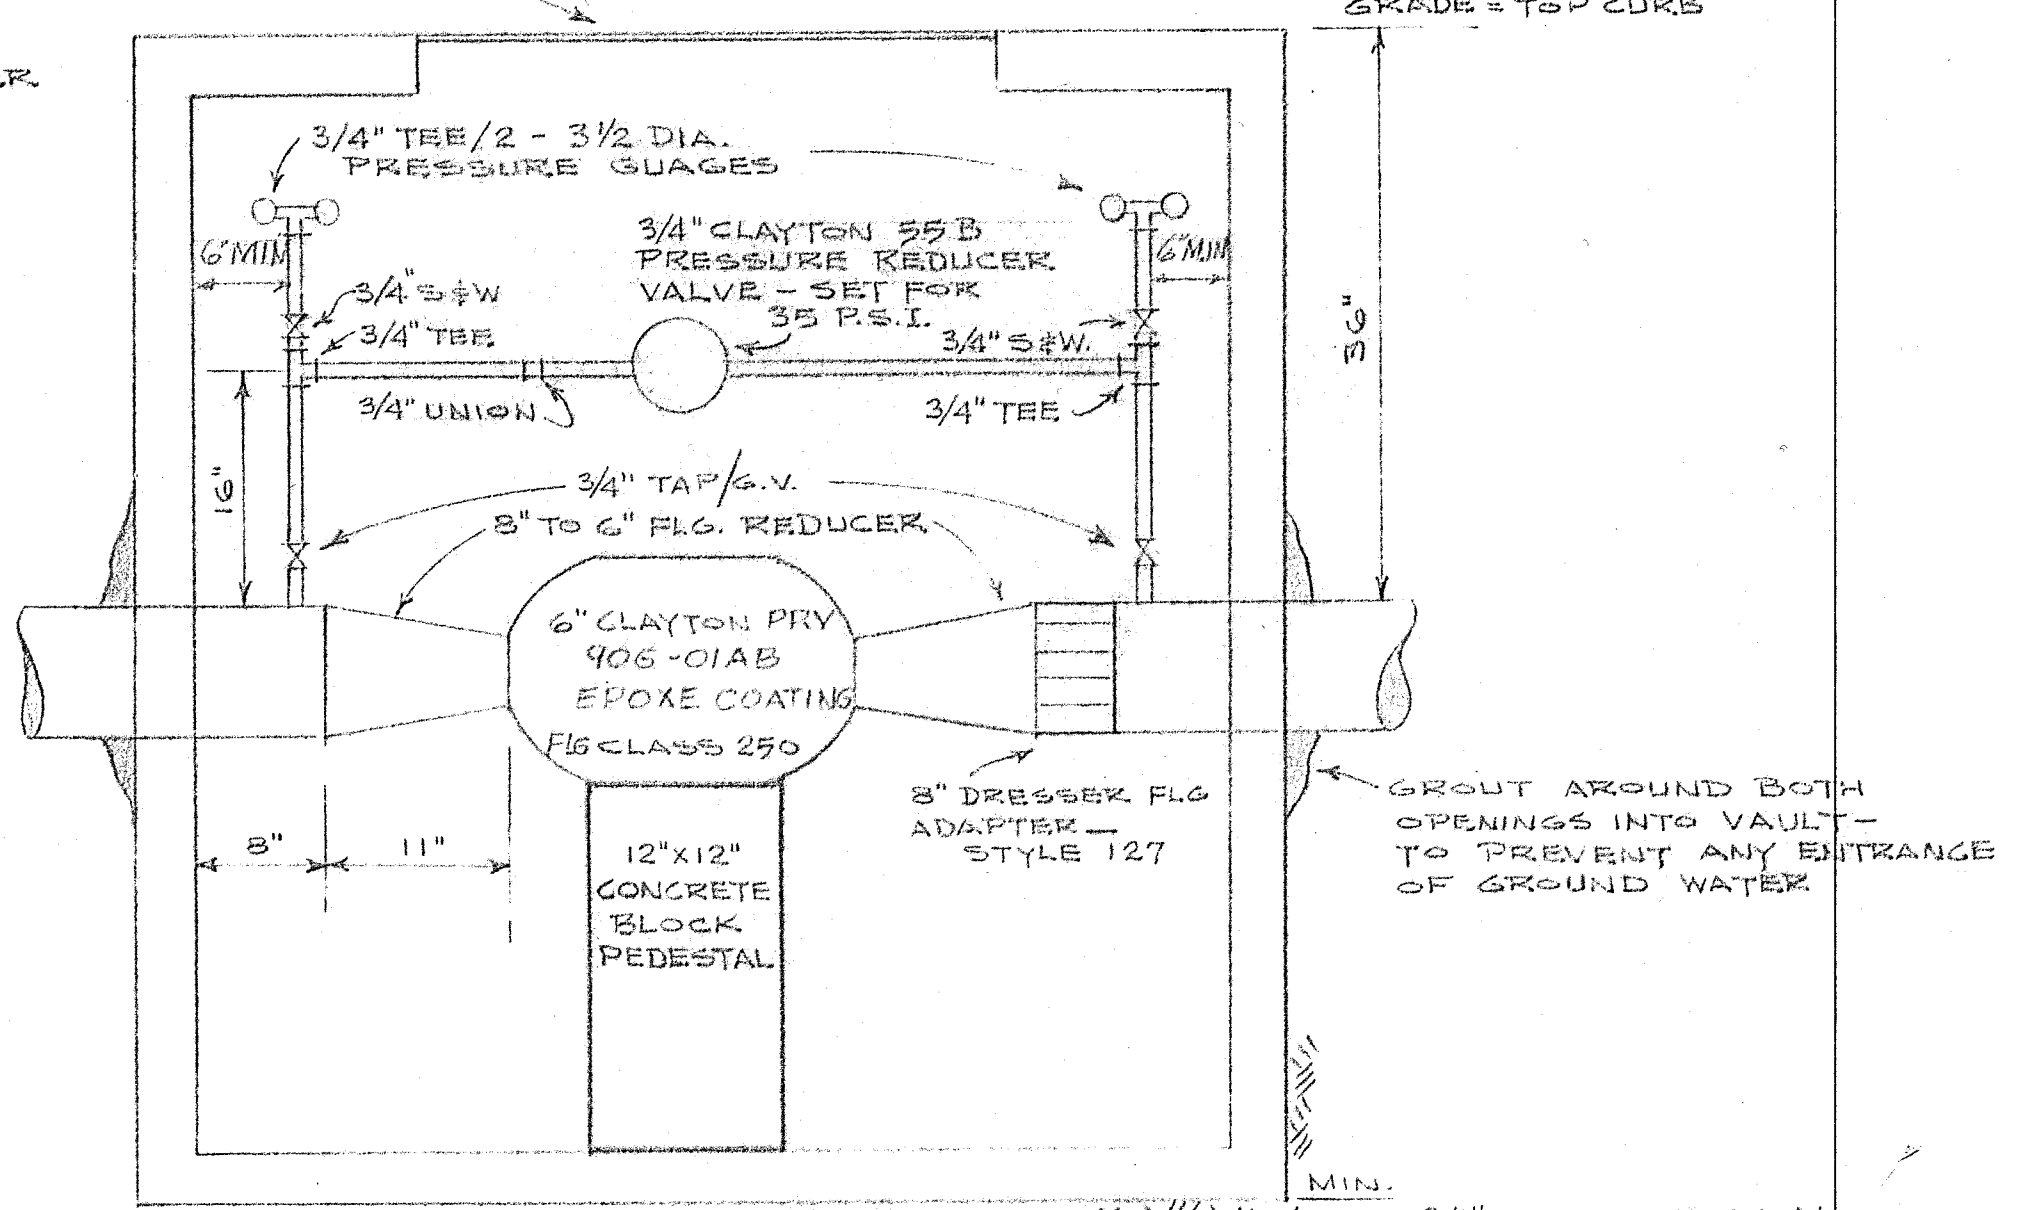 GRADE = TOP CURB
3/4" TEE/2 - 3 1/2 DIA.
PRESSURE GUAGES
6" MIN
3/4" CLAYTON 55 B
PRESSURE REDUCER
VALVE - SET FOR
35 P.S.I.
6" MIN
3/4" S&W
3/4" TEE
3/4" S&W.
36"
3/4" UNION
3/4" TEE
16"
3/4" TAP/G.V.
8" TO 6" FLG. REDUCER
6" CLAYTON PRV
906-01AB
EPOXE COATING
FLG CLASS 250
8" DRESSER FLG
ADAPTER —
STYLE 127
GROUT AROUND BOTH
OPENINGS INTO VAULT —
TO PREVENT ANY ENTRANCE
OF GROUND WATER
8"
11"
12"X12"
CONCRETE
BLOCK
PEDESTAL
MIN.